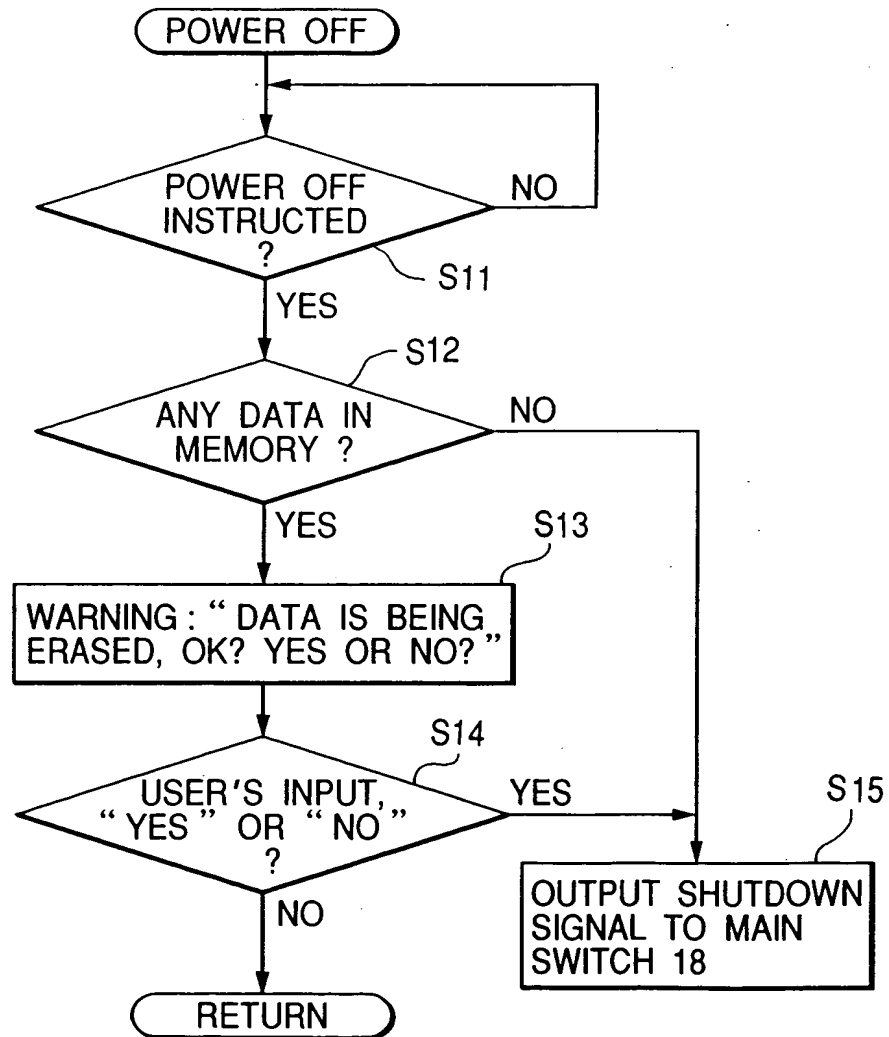 POWER OFF
POWER OFF
INSTRUCTED
?
NO
S11
YES
S12
ANY DATA IN
MEMORY ?
NO
YES
S13
WARNING : “ DATA IS BEING
ERASED, OK? YES OR NO? ”
S14
USER'S INPUT,
“ YES ” OR “ NO ”
?
YES
S15
NO
OUTPUT SHUTDOWN
SIGNAL TO MAIN
SWITCH 18
RETURN